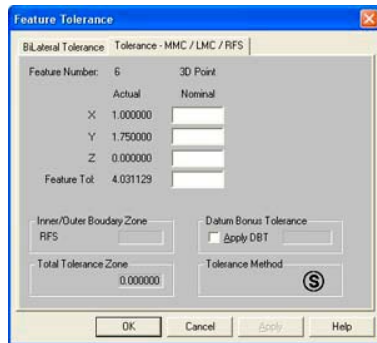 Feature Tolerance
BiLateral Tolerance Tolerance - MMC / LMC / RFS
Feature Number: 6 3D Point
Actual Nominal
X 1.000000
Y 1.750000
Z 0.000000
Feature Tol: 4.031129
Inner/Outer Boudary Zone Datum Bonus Tolerance
RFS Apply DBT
Total Tolerance Zone Tolerance Method
0.000000 Ⓢ
OK Cancel Apply Help